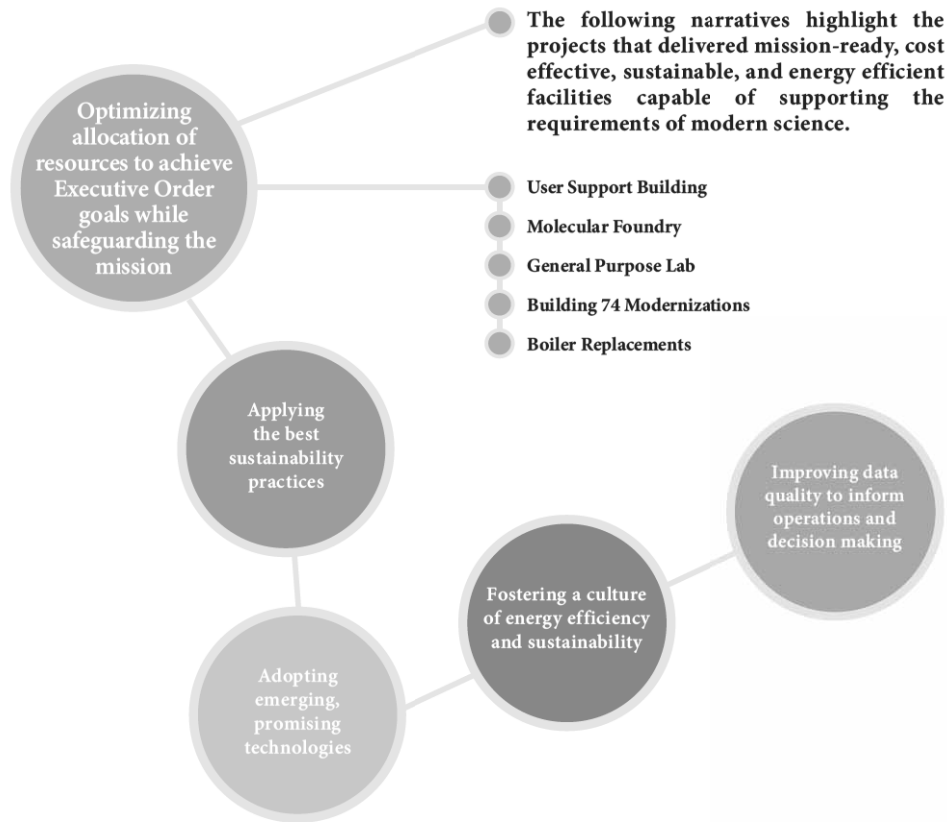 The following narratives highlight the
projects that delivered mission-ready, cost
effective, sustainable, and energy efficient
facilities capable of supporting the
requirements of modern science.
Optimizing
allocation of
resources to achieve
Executive Order
goals while
safeguarding the
mission
User Support Building
Molecular Foundry
General Purpose Lab
Building 74 Modernizations
Boiler Replacements
Applying
the best
sustainability
practices
Adopting
emerging,
promising
technologies
Fostering a culture
of energy efficiency
and sustainability
Improving data
quality to inform
operations and
decision making